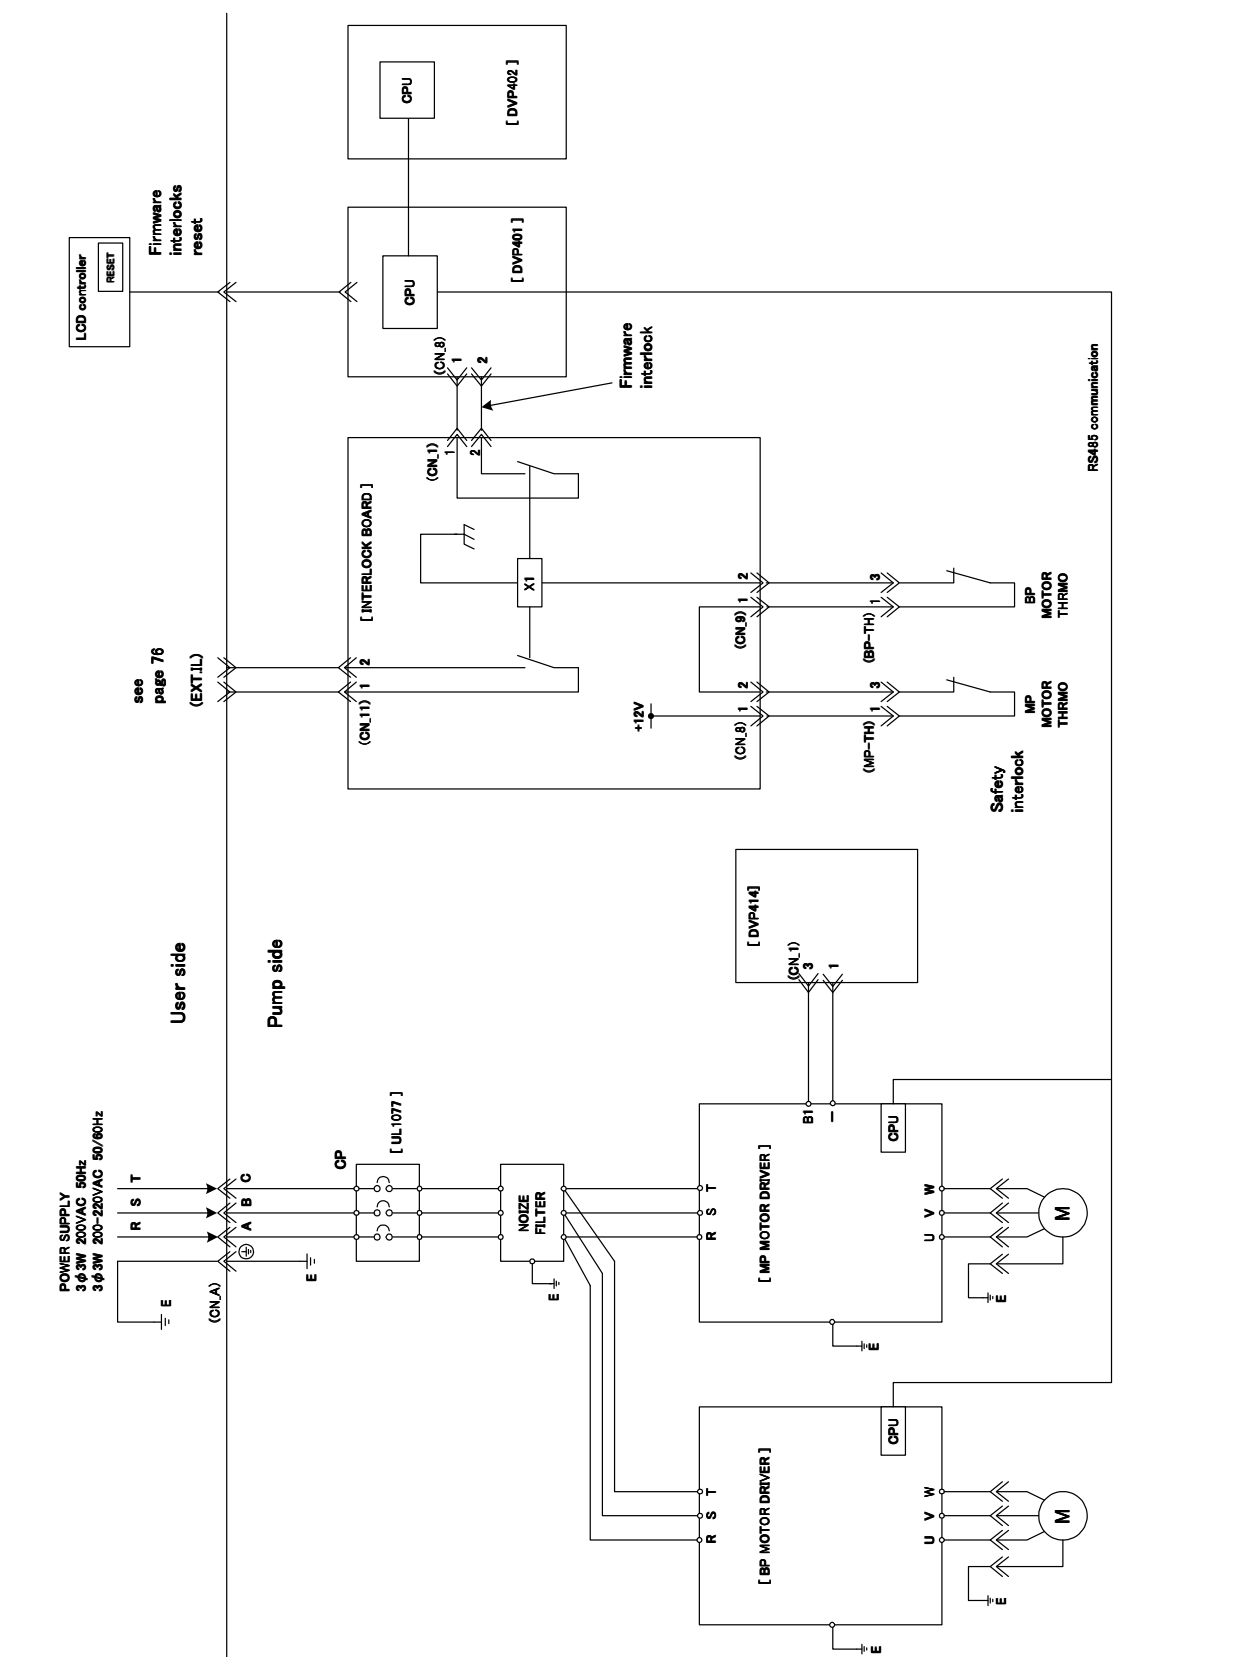 POWER SUPPLY
3φ3W 200VAC 50Hz
3φ3W 200-220VAC 50/60Hz
R S T
E
(CN_A)
A B C
E
User side
Pump side
see
page 76
(EXT.IL)
LCD controller
RESET
Firmware
interlocks
reset
CP
[ UL1077 ]
NOIZE
FILTER
E
[ INTERLOCK BOARD ]
(CN_11)
1
2
X1
(CN_1)
1
2
Firmware
interlock
(CN_8)
1
2
CPU
[ DVP401 ]
CPU
[ DVP402 ]
+12V
(CN_8)
1
2
(CN_9)
1
2
(MP-TH)
1
3
(BP-TH)
1
3
MP
MOTOR
THRMO
BP
MOTOR
THRMO
Safety
interlock
RS485 communication
[ DVP414]
(CN_1)
3
1
[ MP MOTOR DRIVER ]
R S T
B1
－
CPU
U V W
M
E
E
[ BP MOTOR DRIVER ]
R S T
CPU
U V W
M
E
E